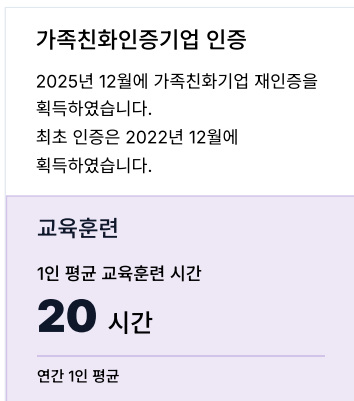 가족친화인증기업 인증
2025년 12월에 가족친화기업 재인증을
획득하였습니다.
최초 인증은 2022년 12월에
획득하였습니다.
교육훈련
1인 평균 교육훈련 시간
20 시간
연간 1인 평균